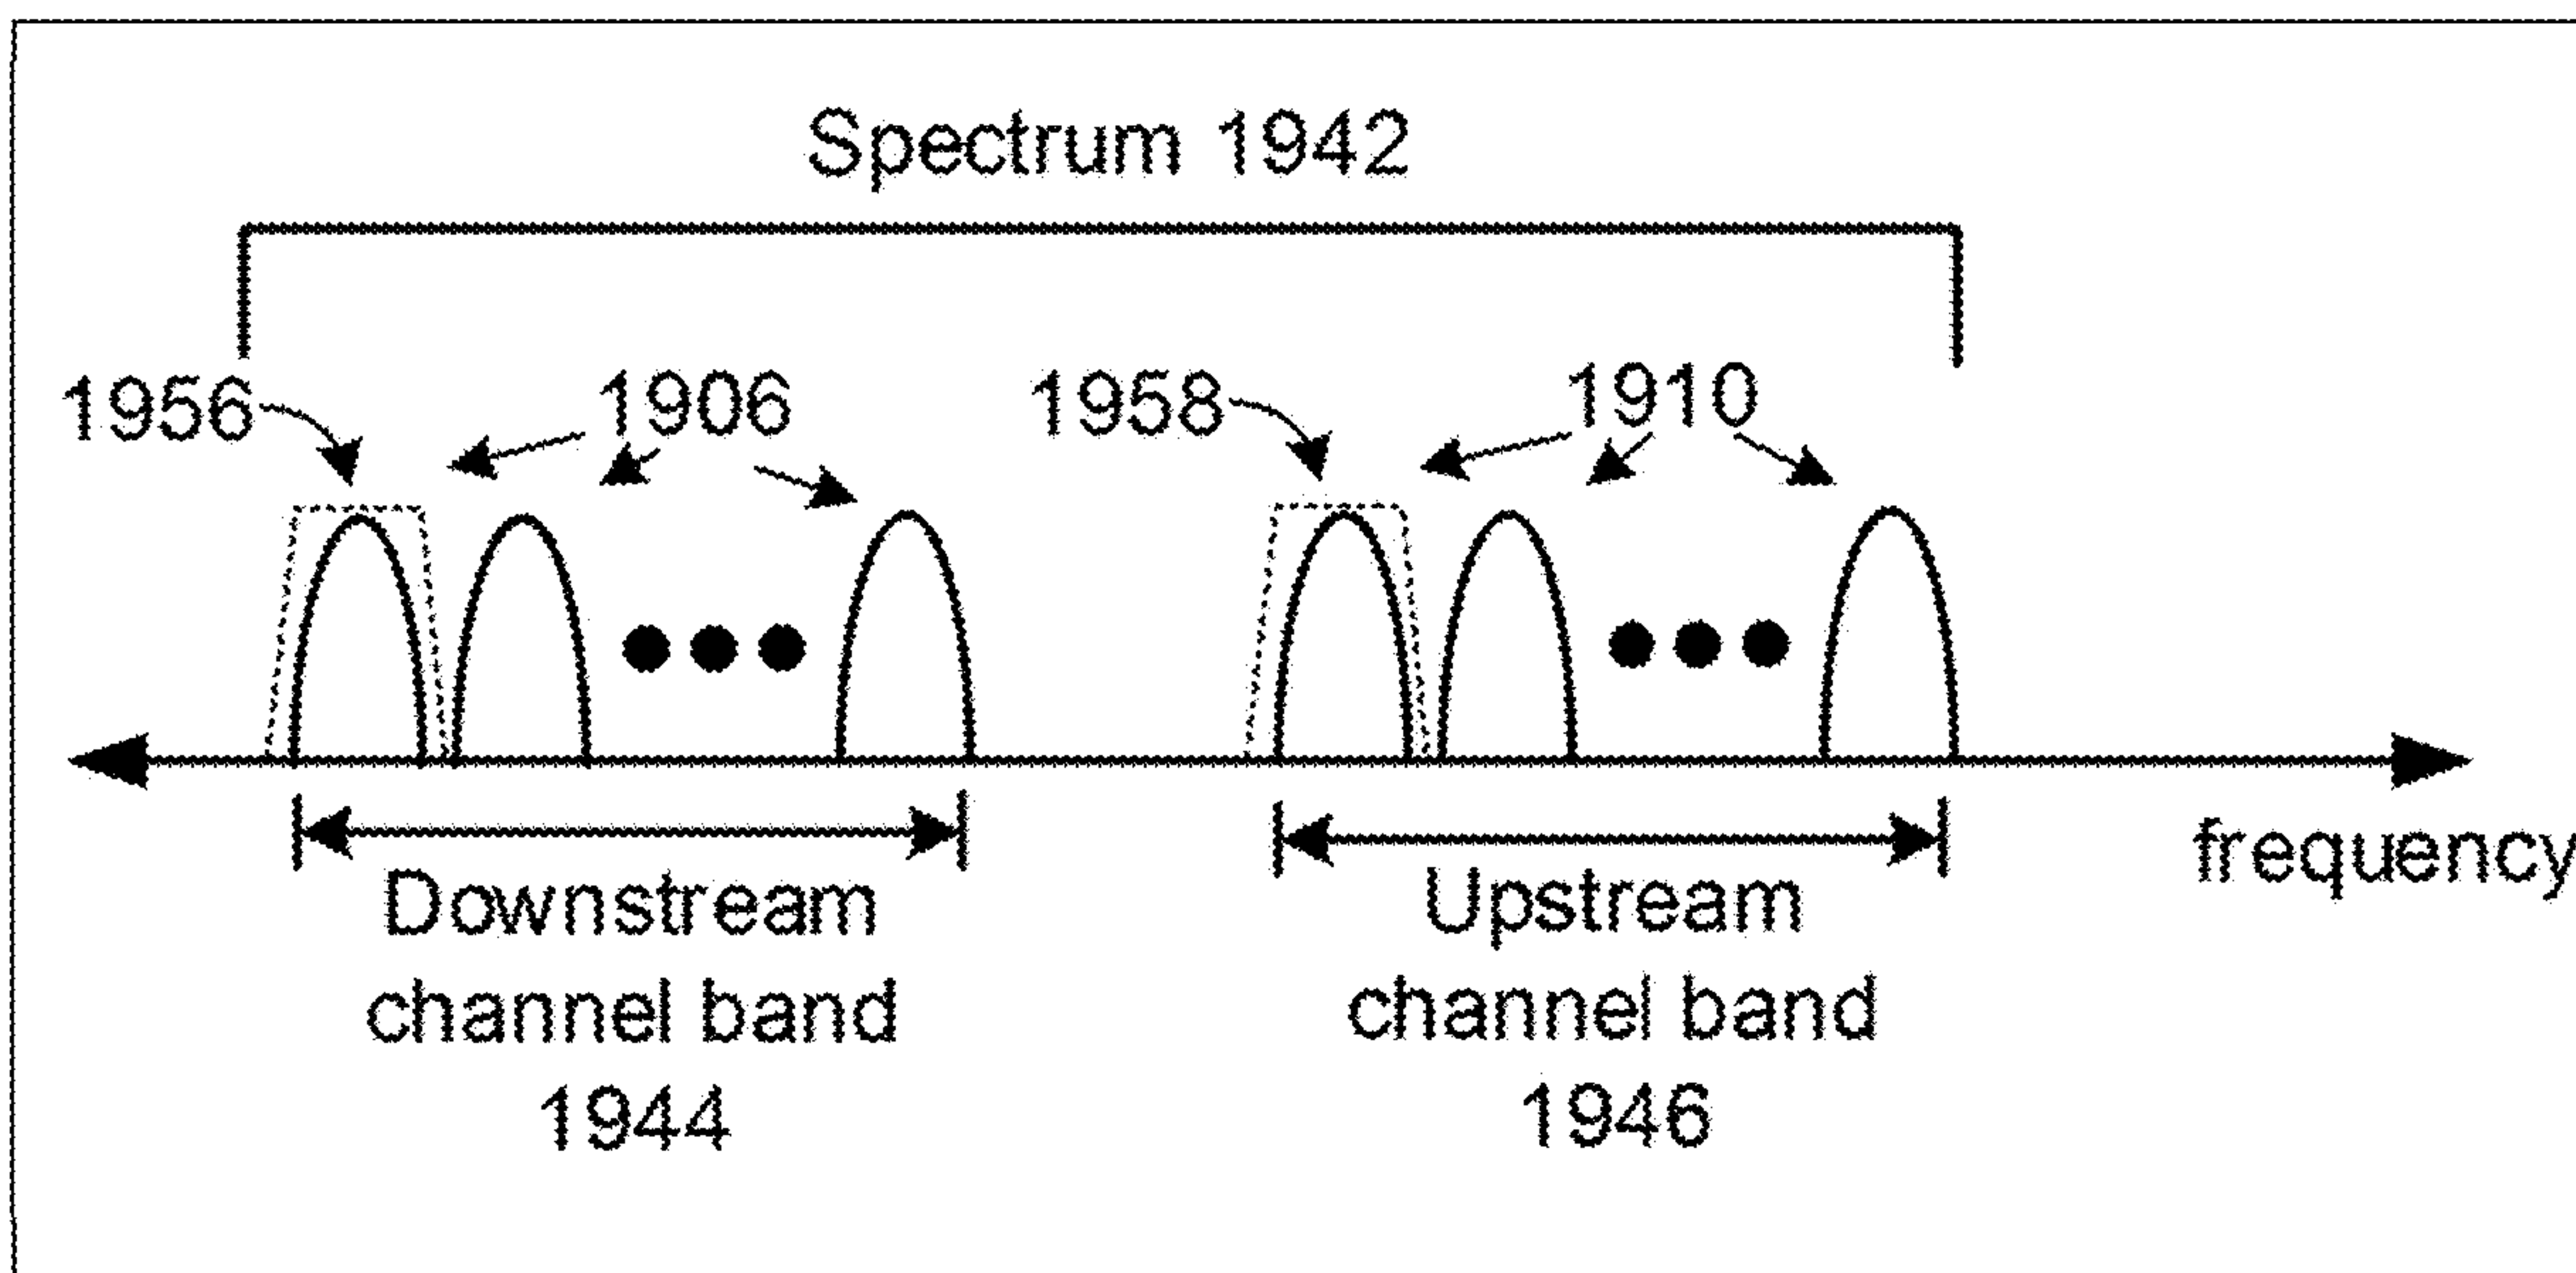 Spectrum 1942
1956
1906
1958
1910
frequency
Downstream
channel band
1944
Upstream
channel band
1946